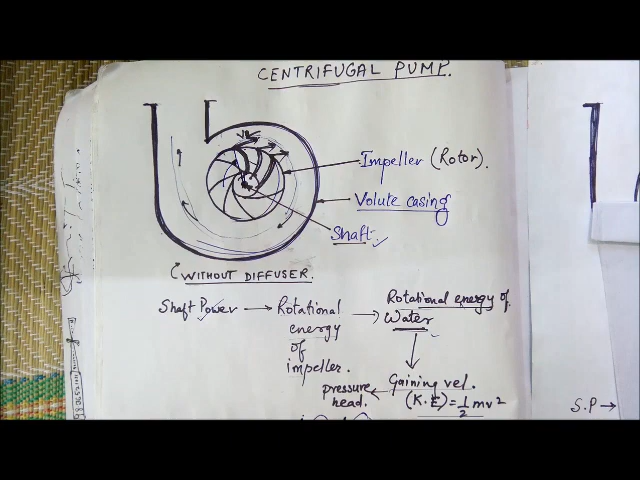 CENTRIFUGAL PUMP.
Impeller (Rotor).
Volute casing
Shaft.
WITHOUT DIFFUSER.
Shaft Power → Rotational energy of impeller. → Rotational energy of Water
Gaining vel.
(K.E) = 1/2 mv²
pressure head.
S.P →